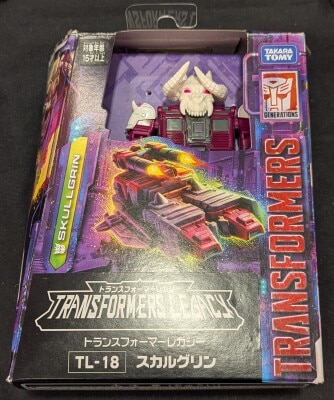 対象年齢
15才以上
TAKARA
TOMY
GENERATIONS
TRANSFORMERS
SKULLGRIN
トランスフォーマーレガシー
TRANSFORMERS LEGACY
トランスフォーマーレガシー
TL-18 スカルグリン